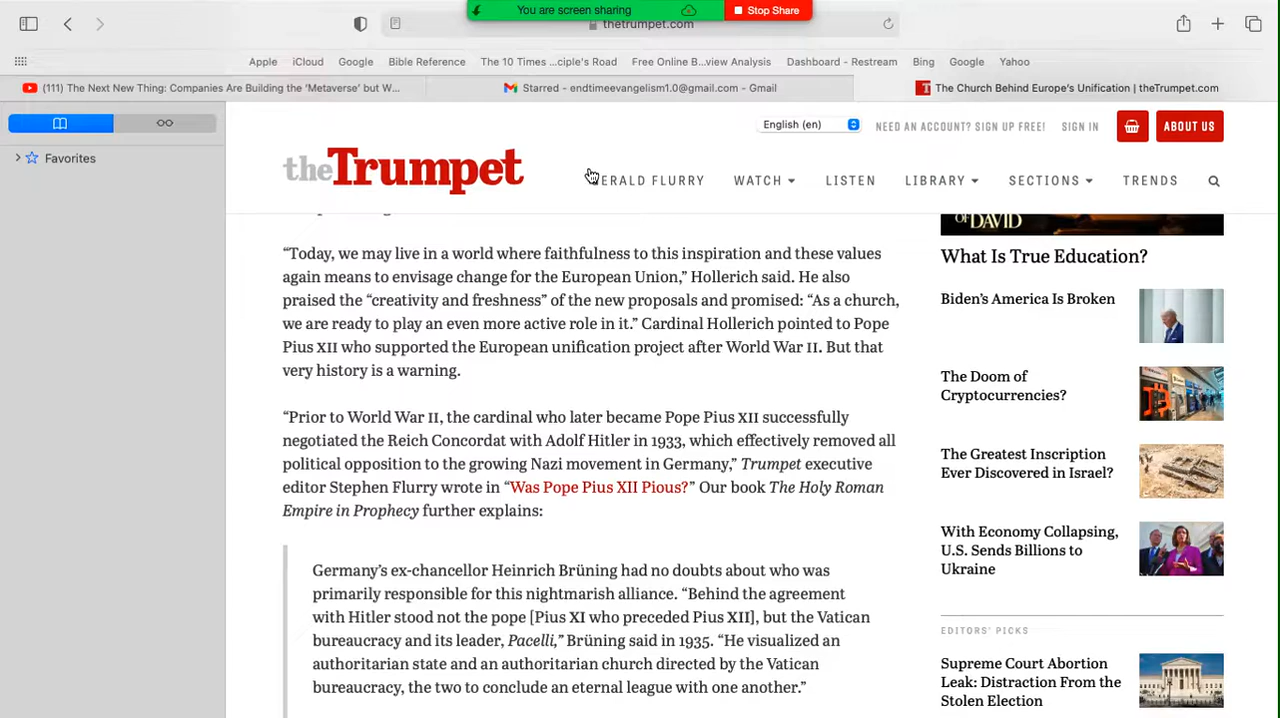 You are screen sharing
Stop Share
thetrumpet.com
Apple iCloud Google Bible Reference The 10 Times ...ciple's Road Free Online B...view Analysis Dashboard - Restream Bing Google Yahoo
(111) The Next New Thing: Companies Are Building the 'Metaverse' but W...
Starred - endtimeevangelism1.0@gmail.com - Gmail
The Church Behind Europe's Unification | theTrumpet.com
Favorites
English (en)
NEED AN ACCOUNT? SIGN UP FREE!
SIGN IN
ABOUT US
theTrumpet
ERALD FLURRY
WATCH
LISTEN
LIBRARY
SECTIONS
TRENDS
“Today, we may live in a world where faithfulness to this inspiration and these values
again means to envisage change for the European Union,” Hollerich said. He also
praised the “creativity and freshness” of the new proposals and promised: “As a church,
we are ready to play an even more active role in it.” Cardinal Hollerich pointed to Pope
Pius XII who supported the European unification project after World War II. But that
very history is a warning.
“Prior to World War II, the cardinal who later became Pope Pius XII successfully
negotiated the Reich Concordat with Adolf Hitler in 1933, which effectively removed all
political opposition to the growing Nazi movement in Germany,” Trumpet executive
editor Stephen Flurry wrote in “Was Pope Pius XII Pious?” Our book The Holy Roman
Empire in Prophecy further explains:
Germany’s ex-chancellor Heinrich Brüning had no doubts about who was
primarily responsible for this nightmarish alliance. “Behind the agreement
with Hitler stood not the pope [Pius XI who preceded Pius XII], but the Vatican
bureaucracy and its leader, Pacelli,” Brüning said in 1935. “He visualized an
authoritarian state and an authoritarian church directed by the Vatican
bureaucracy, the two to conclude an eternal league with one another.”
OF DAVID
What Is True Education?
Biden’s America Is Broken
The Doom of
Cryptocurrencies?
The Greatest Inscription
Ever Discovered in Israel?
With Economy Collapsing,
U.S. Sends Billions to
Ukraine
EDITORS’ PICKS
Supreme Court Abortion
Leak: Distraction From the
Stolen Election